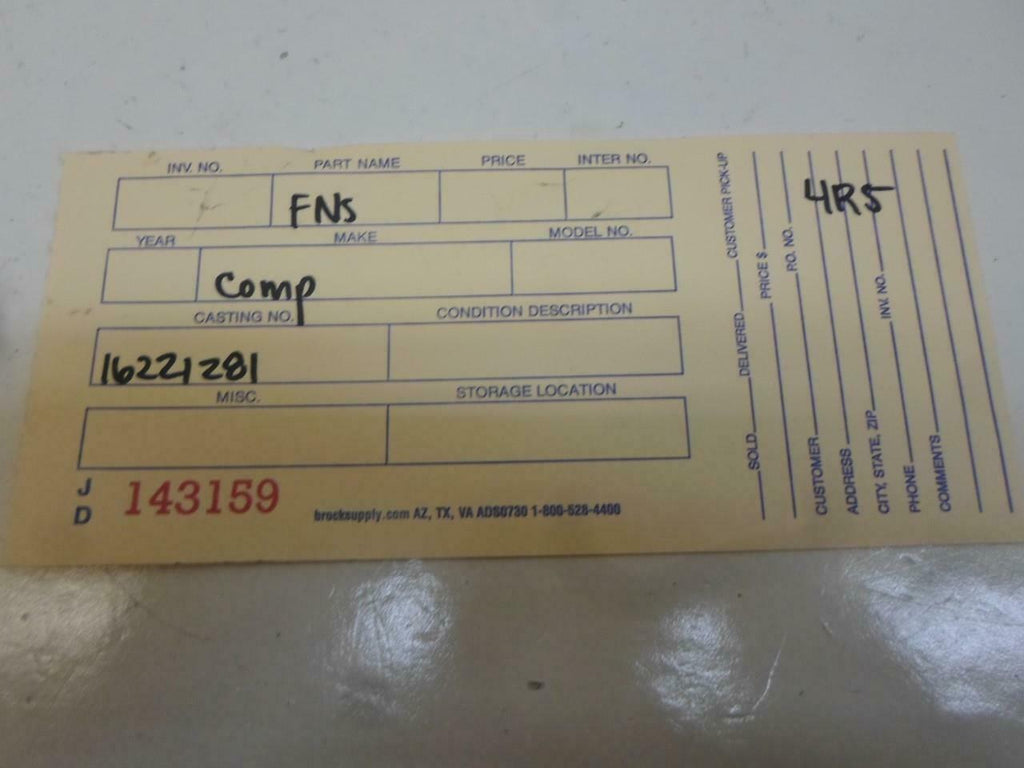 INV. NO. PART NAME PRICE INTER NO.
FNS
YEAR MAKE MODEL NO.
Comp
CASTING NO. CONDITION DESCRIPTION
16221281
MISC. STORAGE LOCATION
J D 143159
brocksupply.com AZ, TX, VA ADS0730 1-800-528-4400
SOLD DELIVERED CUSTOMER PICK-UP
PRICE $
P.O. NO.
CUSTOMER
4R5
ADDRESS
CITY, STATE, ZIP INV. NO.
PHONE
COMMENTS